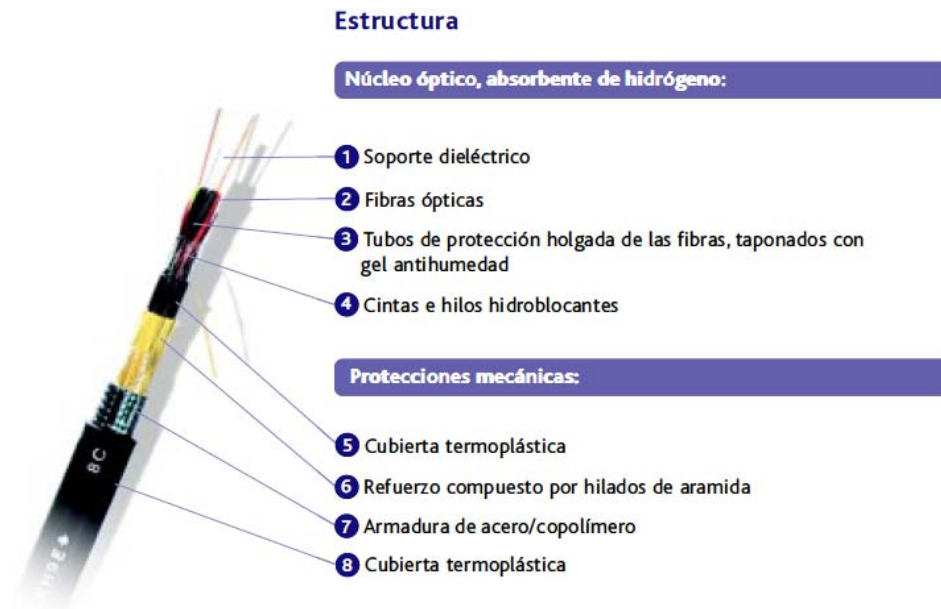 Estructura
Núcleo óptico, absorbente de hidrógeno:
1 Soporte dieléctrico
2 Fibras ópticas
3 Tubos de protección holgada de las fibras, taponados con
gel antihumedad
4 Cintas e hilos hidroblocantes
Protecciones mecánicas:
5 Cubierta termoplástica
6 Refuerzo compuesto por hilados de aramida
7 Armadura de acero/copolímero
8 Cubierta termoplástica
8C